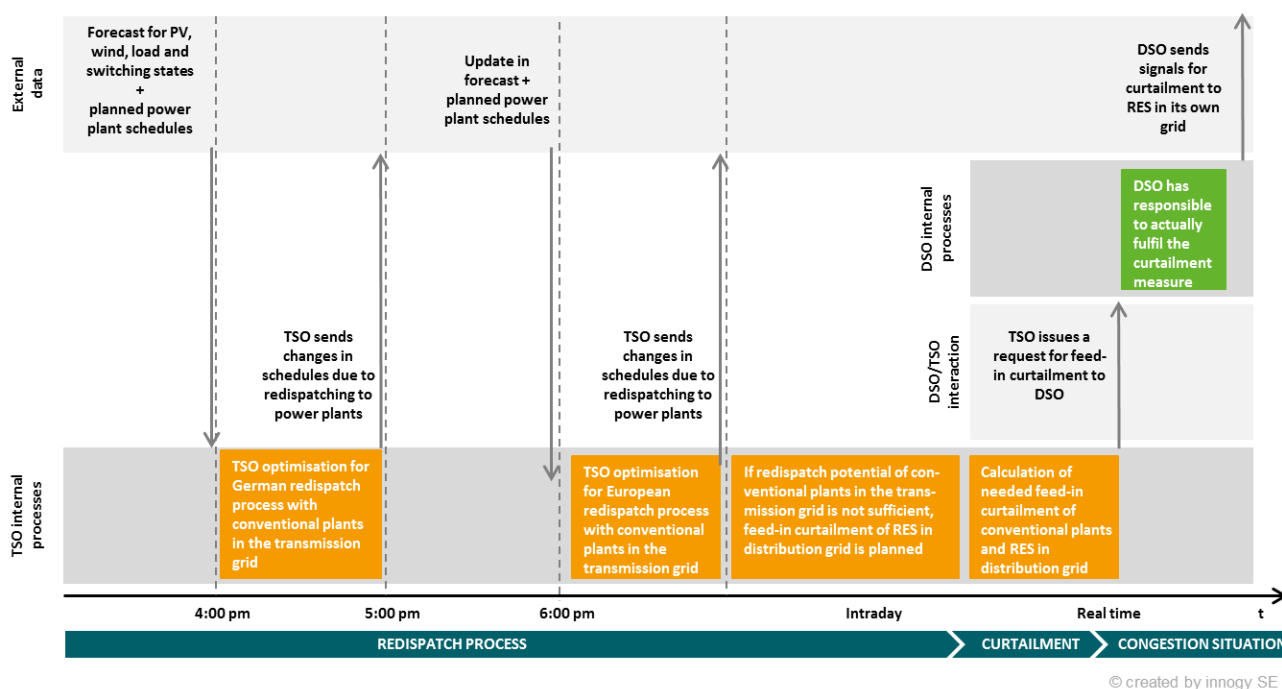 External
data
Forecast for PV,
wind, load and
switching states
+
planned power
plant schedules
Update in
forecast +
planned power
plant schedules
DSO sends
signals for
curtailment to
RES in its own
grid
DSO internal
processes
DSO has
responsible
to actually
fulfil the
curtailment
measure
TSO sends
changes in
schedules due to
redispatching to
power plants
TSO sends
changes in
schedules due to
redispatching to
power plants
DSO/TSO
interaction
TSO issues a
request for feed-
in curtailment to
DSO
TSO internal
processes
TSO optimisation for
German redispatch
process with
conventional plants
in the transmission
grid
TSO optimisation
for European
redispatch process
with conventional
plants in the
transmission grid
If redispatch potential of con-
ventional plants in the trans-
mission grid is not sufficient,
feed-in curtailment of RES in
distribution grid is planned
Calculation of
needed feed-in
curtailment of
conventional plants
and RES in
distribution grid
4:00 pm
5:00 pm
6:00 pm
Intraday
Real time
t
REDISPATCH PROCESS
CURTAILMENT
CONGESTION SITUATION
© created by innogy SE